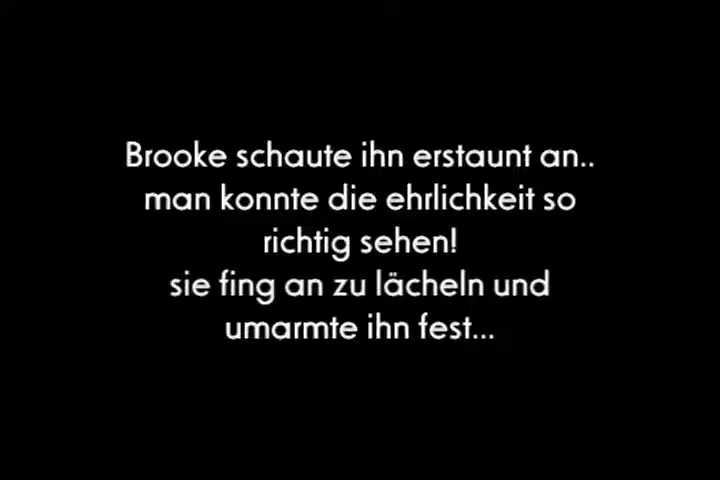 Brooke schaute ihn erstaunt an..
man konnte die ehrlichkeit so
richtig sehen!
sie fing an zu lächeln und
umarmte ihn fest...